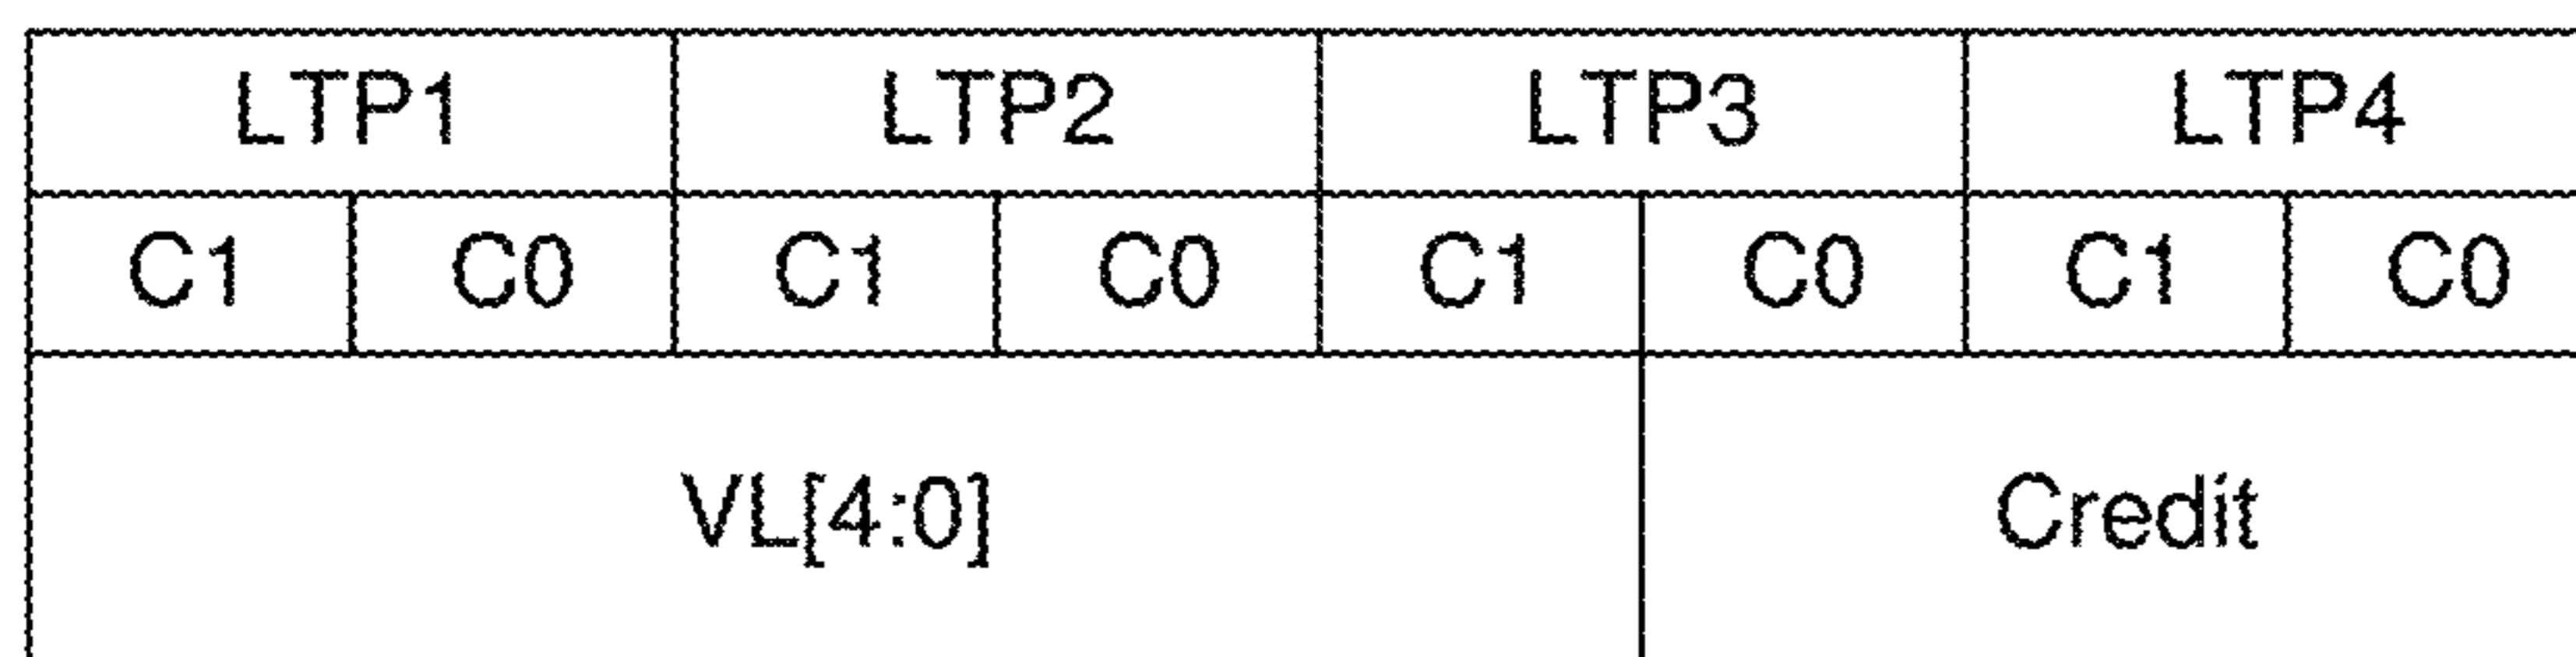 LTP1 LTP2 LTP3 LTP4
C1 C0 C1 C0 C1 C0 C1 C0
VL[4:0] Credit